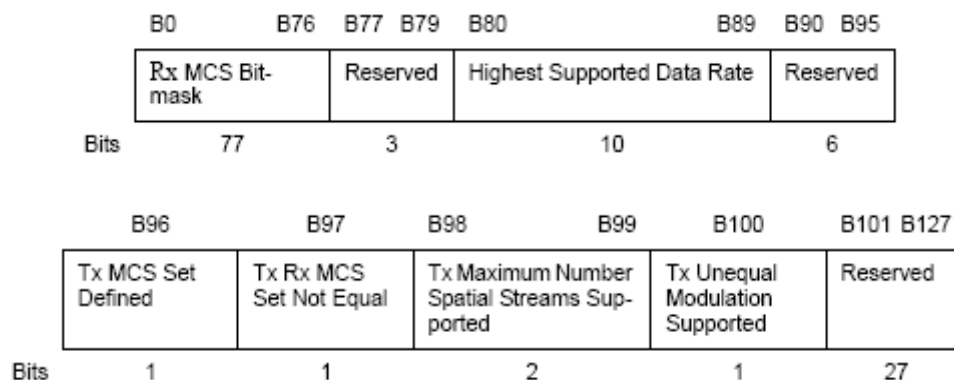 B0 B76 B77 B79 B80 B89 B90 B95
Rx MCS Bit- Reserved Highest Supported Data Rate Reserved
mask
Bits 77 3 10 6
B96 B97 B98 B99 B100 B101 B127
Tx MCS Set Tx Rx MCS Tx Maximum Number Tx Unequal Reserved
Defined Set Not Equal Spatial Streams Sup- Modulation
ported Supported
Bits 1 1 2 1 27